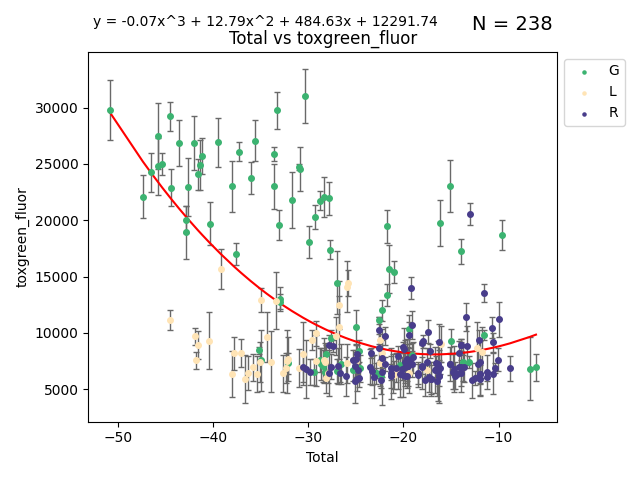 y = -0.07x^3 + 12.79x^2 + 484.63x + 12291.74
N = 238
Total vs toxgreen_fluor
G
L
R
30000
25000
20000
15000
10000
5000
toxgreen_fluor
−50
−40
−30
−20
−10
Total